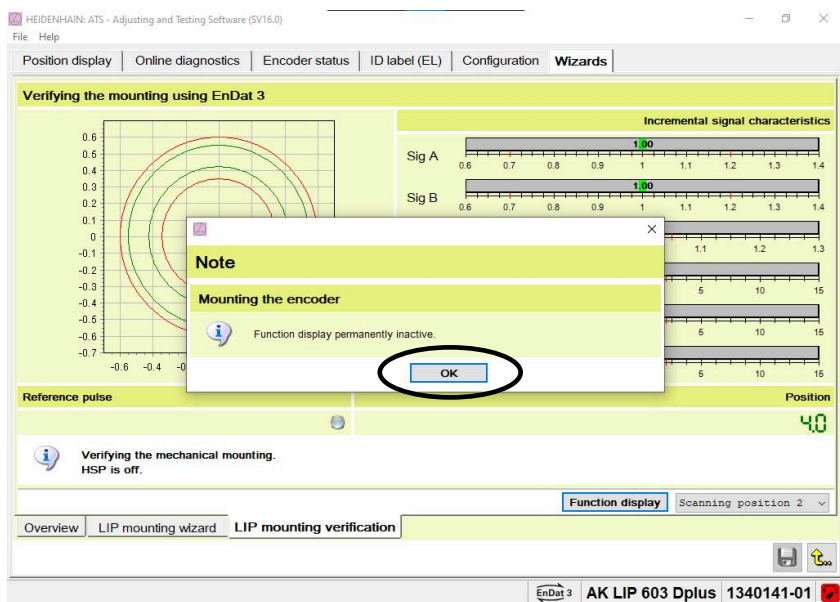 HEIDENHAIN: ATS - Adjusting and Testing Software (SV16.0)
File Help
Position display Online diagnostics Encoder status ID label (EL) Configuration Wizards
Verifying the mounting using EnDat 3
Incremental signal characteristics
0.6
0.5
0.4
0.3
0.2
0.1
0
-0.1
-0.2
-0.3
-0.4
-0.5
-0.6
-0.7
-0.6 -0.4 -0
Sig A
1.00
0.6 0.7 0.8 0.9 1 1.1 1.2 1.3 1.4
Sig B
1.00
0.6 0.7 0.8 0.9 1 1.1 1.2 1.3 1.4
1.1 1.2 1.3
5 10 15
5 10 15
5 10 15
Note
Mounting the encoder
Function display permanently inactive.
OK
Reference pulse
Position
4.0
Verifying the mechanical mounting.
HSP is off.
Function display Scanning position 2
Overview LIP mounting wizard LIP mounting verification
EnDat 3 AK LIP 603 Dplus 1340141-01